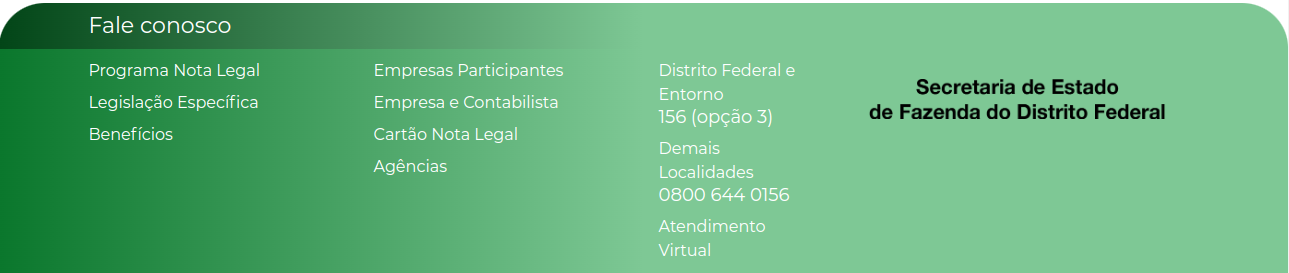 Fale conosco
Programa Nota Legal
Legislação Específica
Benefícios
Empresas Participantes
Empresa e Contabilista
Cartão Nota Legal
Agências
Distrito Federal e
Entorno
156 (opção 3)
Demais
Localidades
0800 644 0156
Atendimento
Virtual
Secretaria de Estado
de Fazenda do Distrito Federal